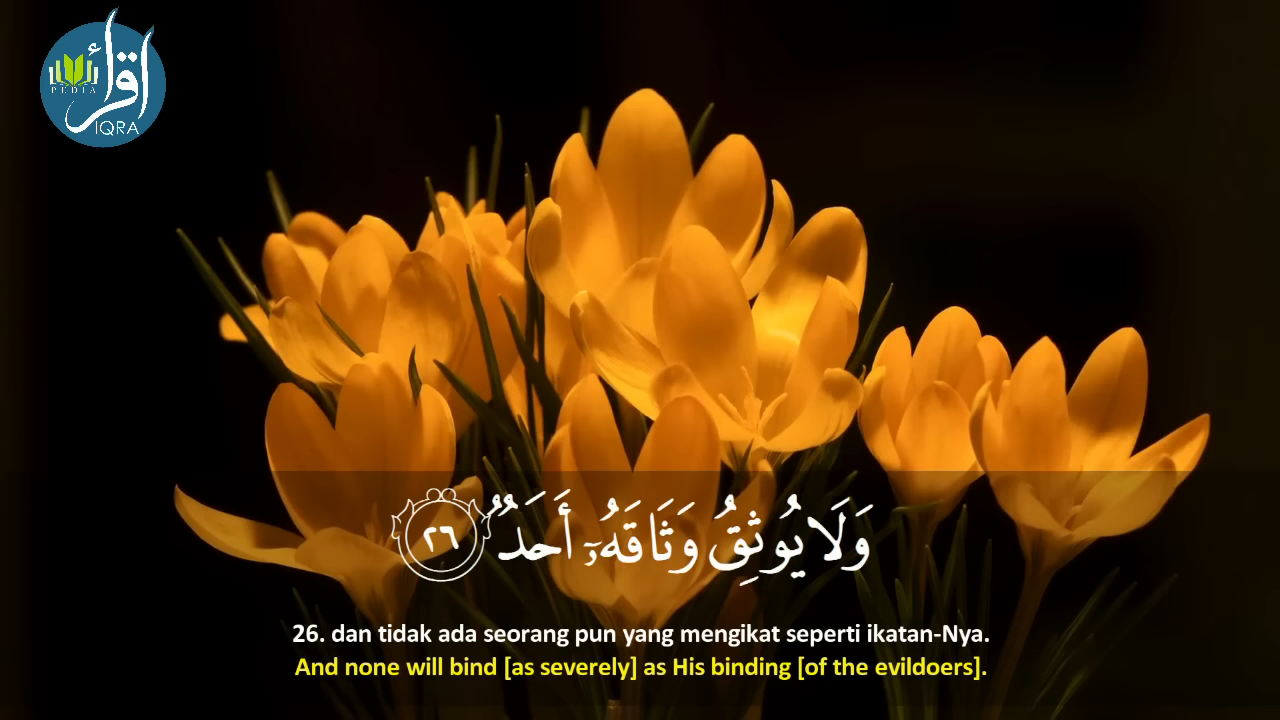 اقرأ
PEDIA
IQRA
وَلَا يُوثِقُ وَثَاقَهُۥٓ أَحَدٌ ٢٦
26. dan tidak ada seorang pun yang mengikat seperti ikatan-Nya.
And none will bind [as severely] as His binding [of the evildoers].